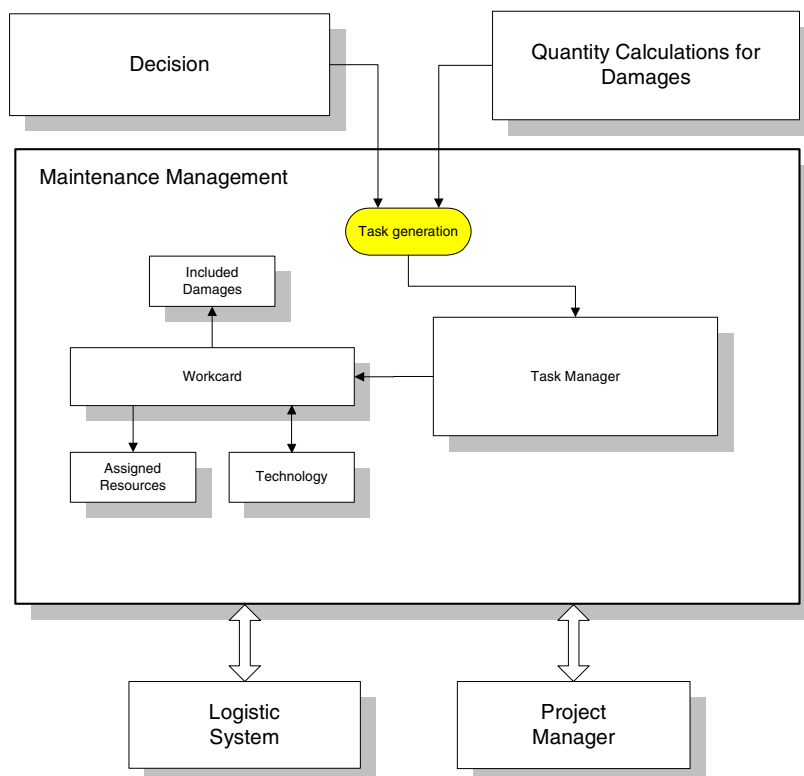 Decision
Quantity Calculations for
Damages
Maintenance Management
Task generation
Included
Damages
Workcard
Task Manager
Assigned
Resources
Technology
Logistic
System
Project
Manager